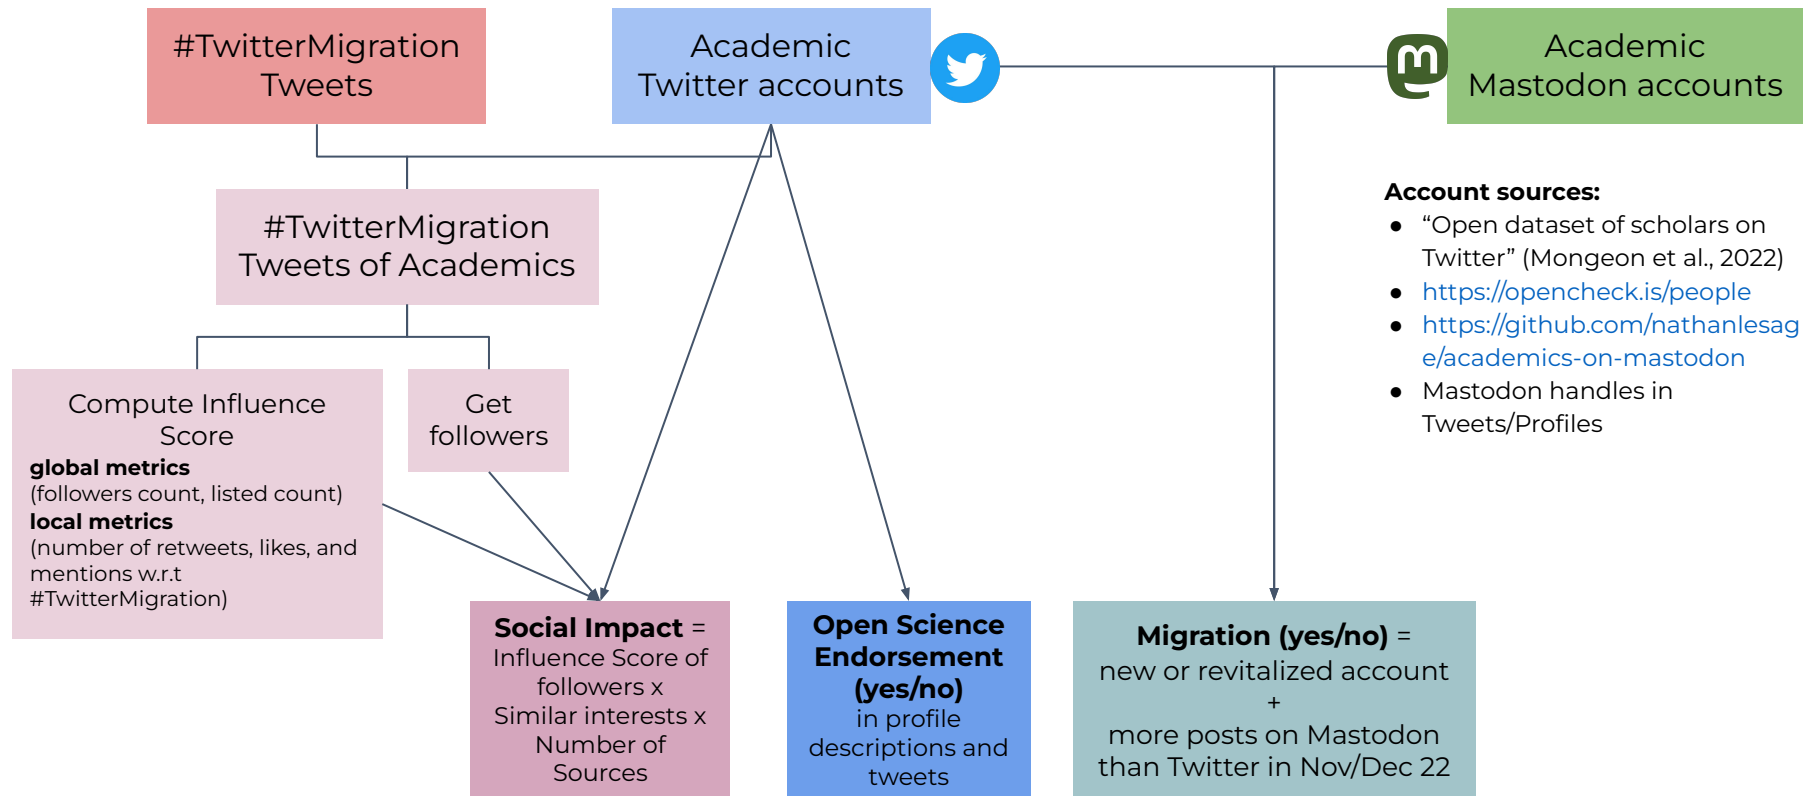 #TwitterMigration
Tweets
Academic
Twitter accounts
Academic
Mastodon accounts
#TwitterMigration
Tweets of Academics
Account sources:
● “Open dataset of scholars on
Twitter” (Mongeon et al., 2022)
● https://opencheck.is/people
● https://github.com/nathanlesag
e/academics-on-mastodon
● Mastodon handles in
Tweets/Profiles
Compute Influence
Score
global metrics
(followers count, listed count)
local metrics
(number of retweets, likes, and
mentions w.r.t
#TwitterMigration)
Get
followers
Social Impact =
Influence Score of
followers x
Similar interests x
Number of
Sources
Open Science
Endorsement
(yes/no)
in profile
descriptions and
tweets
Migration (yes/no) =
new or revitalized account
+
more posts on Mastodon
than Twitter in Nov/Dec 22